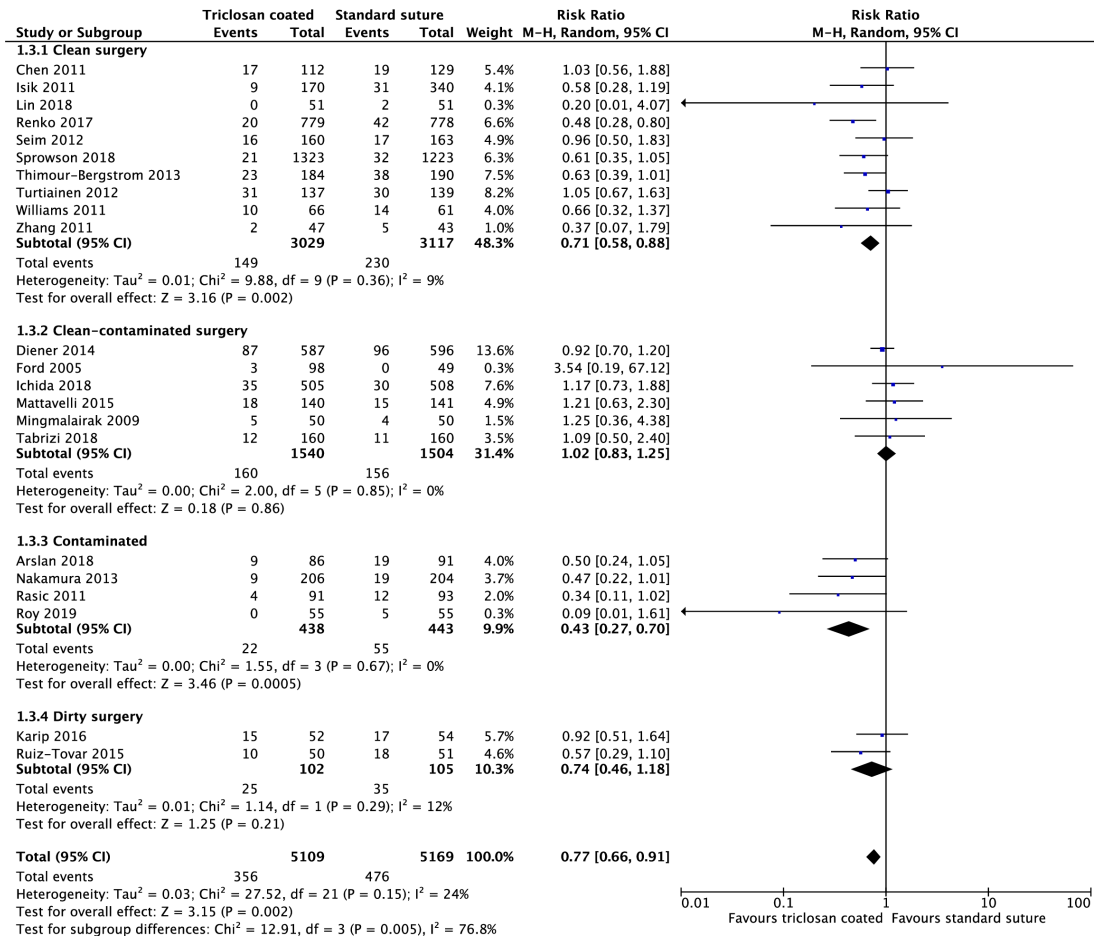 Triclosan coated Standard suture Risk Ratio Risk Ratio
Study or Subgroup Events Total Events Total Weight M-H, Random, 95% CI M-H, Random, 95% CI
1.3.1 Clean surgery
Chen 2011 17 112 19 129 5.4% 1.03 [0.56, 1.88]
Isik 2011 9 170 31 340 4.1% 0.58 [0.28, 1.19]
Lin 2018 0 51 2 51 0.3% 0.20 [0.01, 4.07]
Renko 2017 20 779 42 778 6.6% 0.48 [0.28, 0.80]
Seim 2012 16 160 17 163 4.9% 0.96 [0.50, 1.83]
Sprowson 2018 21 1323 32 1223 6.3% 0.61 [0.35, 1.05]
Thimour-Bergstrom 2013 23 184 38 190 7.5% 0.63 [0.39, 1.01]
Turtiainen 2012 31 137 30 139 8.2% 1.05 [0.67, 1.63]
Williams 2011 10 66 14 61 4.0% 0.66 [0.32, 1.37]
Zhang 2011 2 47 5 43 1.0% 0.37 [0.07, 1.79]
Subtotal (95% CI) 3029 3117 48.3% 0.71 [0.58, 0.88]
Total events 149 230
Heterogeneity: Tau² = 0.01; Chi² = 9.88, df = 9 (P = 0.36); I² = 9%
Test for overall effect: Z = 3.16 (P = 0.002)
1.3.2 Clean-contaminated surgery
Diener 2014 87 587 96 596 13.6% 0.92 [0.70, 1.20]
Ford 2005 3 98 0 49 0.3% 3.54 [0.19, 67.12]
Ichida 2018 35 505 30 508 7.6% 1.17 [0.73, 1.88]
Mattavelli 2015 18 140 15 141 4.9% 1.21 [0.63, 2.30]
Mingmalairak 2009 5 50 4 50 1.5% 1.25 [0.36, 4.38]
Tabrizi 2018 12 160 11 160 3.5% 1.09 [0.50, 2.40]
Subtotal (95% CI) 1540 1504 31.4% 1.02 [0.83, 1.25]
Total events 160 156
Heterogeneity: Tau² = 0.00; Chi² = 2.00, df = 5 (P = 0.85); I² = 0%
Test for overall effect: Z = 0.18 (P = 0.86)
1.3.3 Contaminated
Arslan 2018 9 86 19 91 4.0% 0.50 [0.24, 1.05]
Nakamura 2013 9 206 19 204 3.7% 0.47 [0.22, 1.01]
Rasic 2011 4 91 12 93 2.0% 0.34 [0.11, 1.02]
Roy 2019 0 55 5 55 0.3% 0.09 [0.01, 1.61]
Subtotal (95% CI) 438 443 9.9% 0.43 [0.27, 0.70]
Total events 22 55
Heterogeneity: Tau² = 0.00; Chi² = 1.55, df = 3 (P = 0.67); I² = 0%
Test for overall effect: Z = 3.46 (P = 0.0005)
1.3.4 Dirty surgery
Karip 2016 15 52 17 54 5.7% 0.92 [0.51, 1.64]
Ruiz-Tovar 2015 10 50 18 51 4.6% 0.57 [0.29, 1.10]
Subtotal (95% CI) 102 105 10.3% 0.74 [0.46, 1.18]
Total events 25 35
Heterogeneity: Tau² = 0.01; Chi² = 1.14, df = 1 (P = 0.29); I² = 12%
Test for overall effect: Z = 1.25 (P = 0.21)
Total (95% CI) 5109 5169 100.0% 0.77 [0.66, 0.91]
Total events 356 476
Heterogeneity: Tau² = 0.03; Chi² = 27.52, df = 21 (P = 0.15); I² = 24%
Test for overall effect: Z = 3.15 (P = 0.002)
Test for subgroup differences: Chi² = 12.91, df = 3 (P = 0.005), I² = 76.8%
0.01 0.1 1 10 100
Favours triclosan coated Favours standard suture